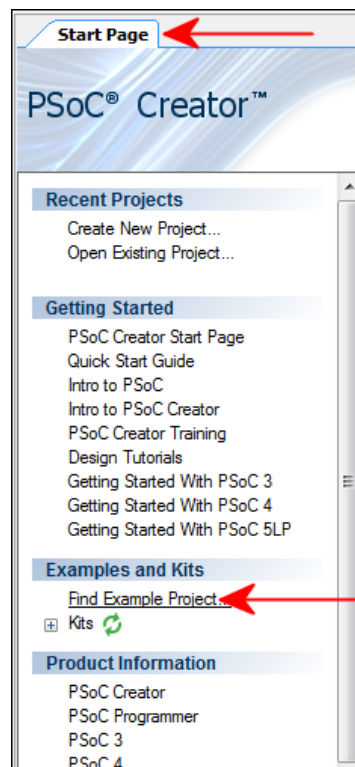 Start Page
PSoC® Creator™
Recent Projects
Create New Project...
Open Existing Project...
Getting Started
PSoC Creator Start Page
Quick Start Guide
Intro to PSoC
Intro to PSoC Creator
PSoC Creator Training
Design Tutorials
Getting Started With PSoC 3
Getting Started With PSoC 4
Getting Started With PSoC 5LP
Examples and Kits
Find Example Project...
Kits
Product Information
PSoC Creator
PSoC Programmer
PSoC 3
PSoC 4